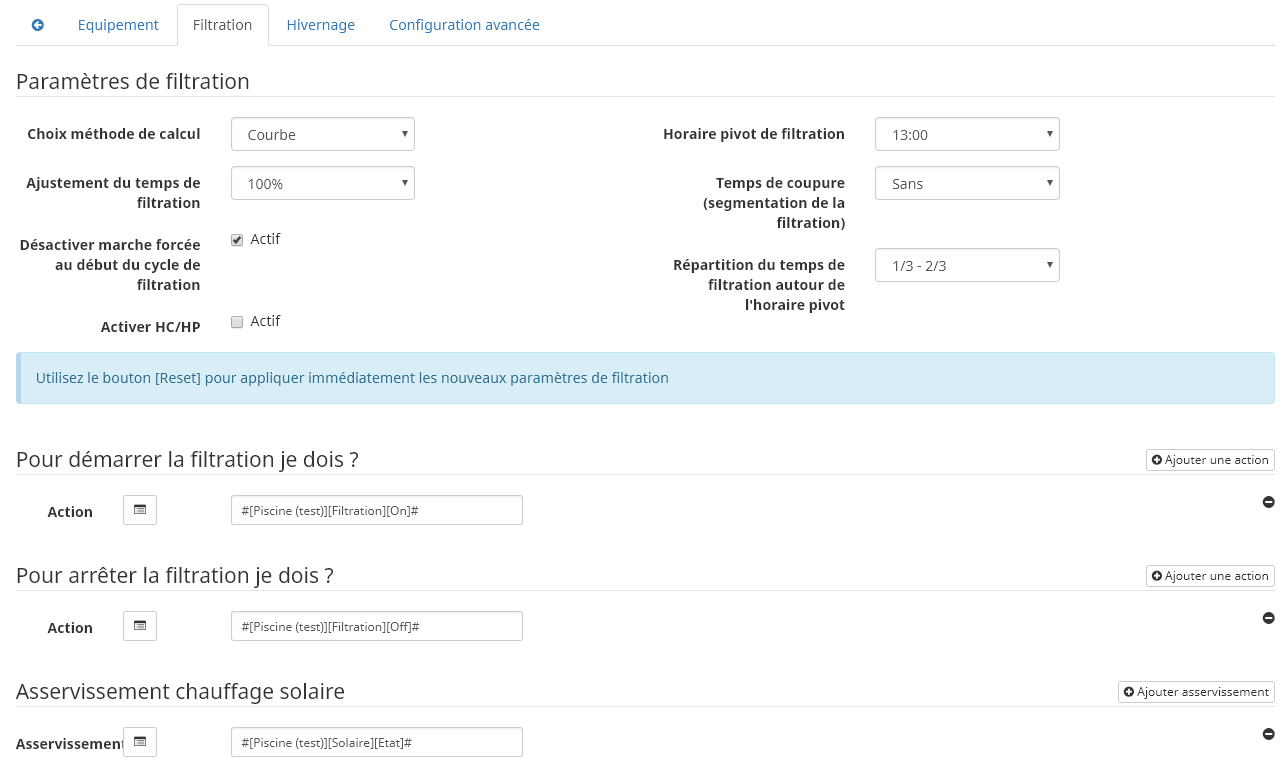 Equipement Filtration Hivernage Configuration avancée
Paramètres de filtration
Choix méthode de calcul Courbe
Ajustement du temps de
filtration
100%
Désactiver marche forcée
au début du cycle de
filtration
Actif
Activer HC/HP Actif
Horaire pivot de filtration 13:00
Temps de coupure
(segmentation de la
filtration)
Sans
Répartition du temps de
filtration autour de
l'horaire pivot
1/3 - 2/3
Utilisez le bouton [Reset] pour appliquer immédiatement les nouveaux paramètres de filtration
Pour démarrer la filtration je dois ? Ajouter une action
Action #[Piscine (test)][Filtration][On]#
Pour arrêter la filtration je dois ? Ajouter une action
Action #[Piscine (test)][Filtration][Off]#
Asservissement chauffage solaire Ajouter asservissement
Asservissement #[Piscine (test)][Solaire][Etat]#